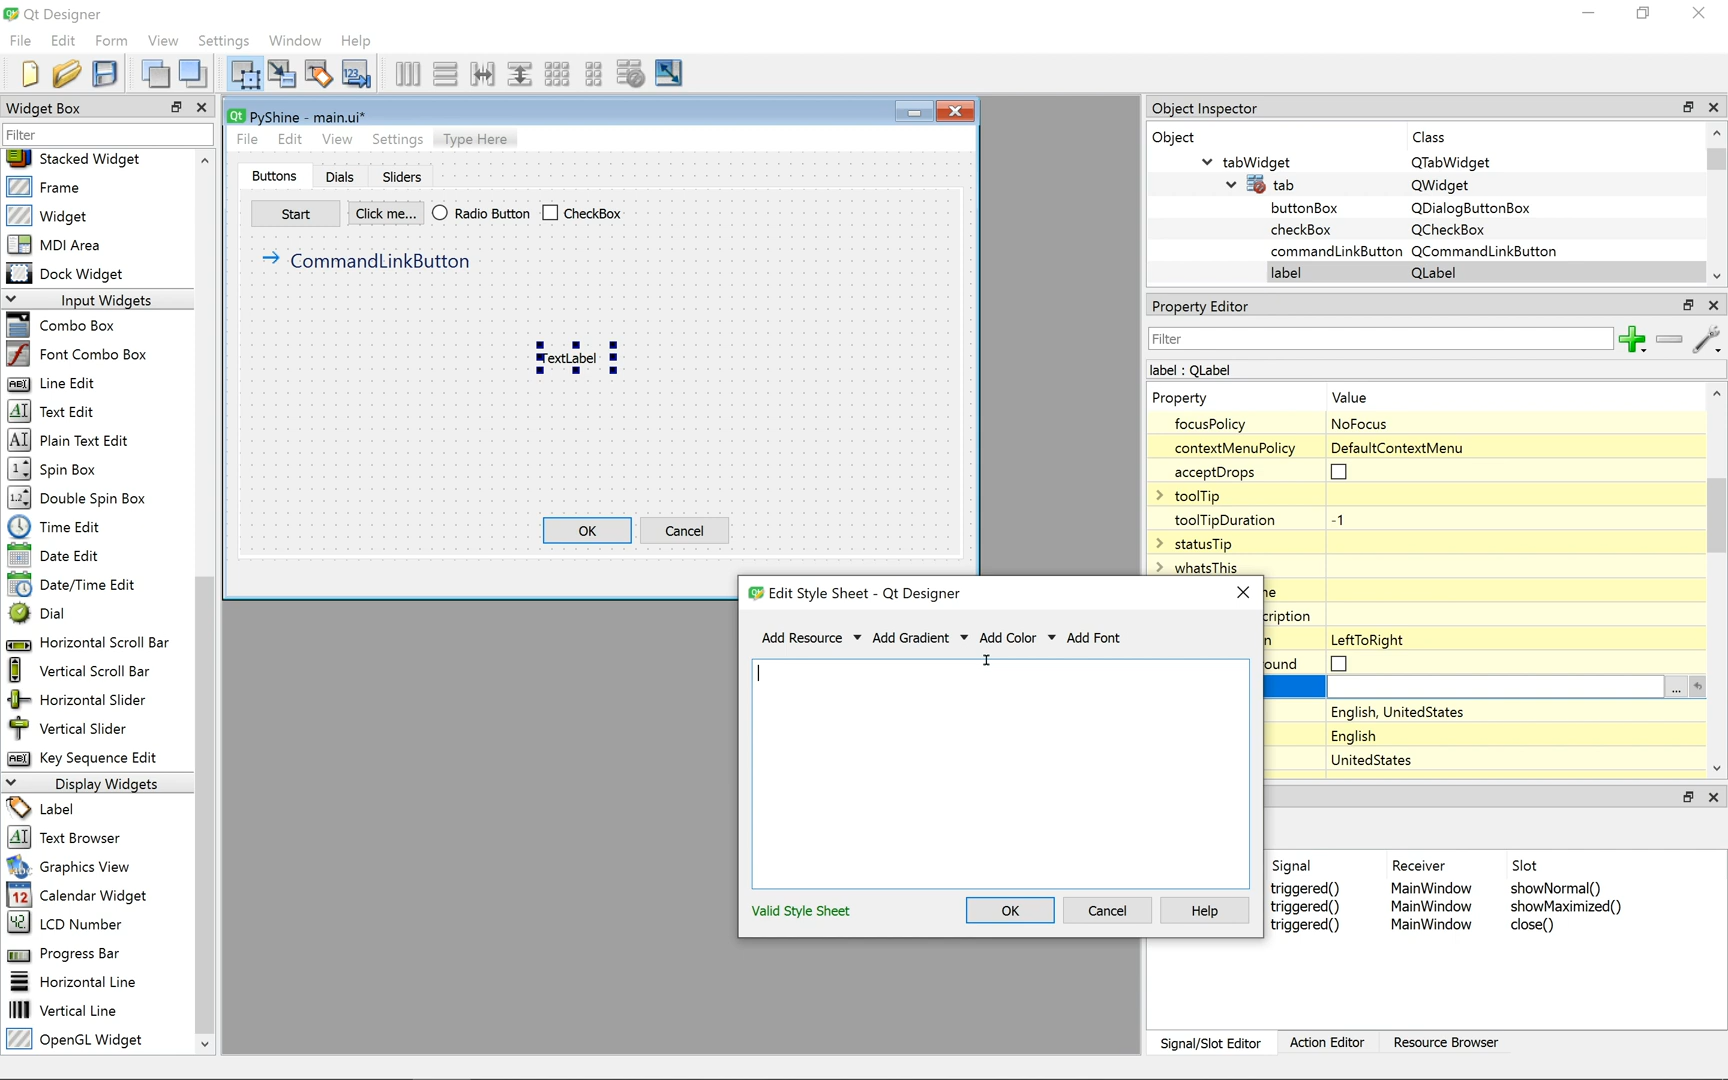 Qt Designer
File Edit Form View Settings Window Help
Widget Box
Filter
Stacked Widget
Frame
Widget
MDI Area
Dock Widget
Input Widgets
Combo Box
Font Combo Box
Line Edit
Text Edit
Plain Text Edit
Spin Box
Double Spin Box
Time Edit
Date Edit
Date/Time Edit
Dial
Horizontal Scroll Bar
Vertical Scroll Bar
Horizontal Slider
Vertical Slider
Key Sequence Edit
Display Widgets
Label
Text Browser
Graphics View
Calendar Widget
LCD Number
Progress Bar
Horizontal Line
Vertical Line
OpenGL Widget
PyShine - main.ui*
File Edit View Settings Type Here
Buttons Dials Sliders
Start Click me... Radio Button CheckBox
CommandLinkButton
TextLabel
OK Cancel
Edit Style Sheet - Qt Designer
Add Resource Add Gradient Add Color Add Font
Valid Style Sheet OK Cancel Help
Object Inspector
Object Class
tabWidget QTabWidget
tab QWidget
buttonBox QDialogButtonBox
checkBox QCheckBox
commandLinkButton QCommandLinkButton
label QLabel
Property Editor
Filter
label : QLabel
Property Value
focusPolicy NoFocus
contextMenuPolicy DefaultContextMenu
acceptDrops
toolTip
toolTipDuration -1
statusTip
whatsThis
ne
cription
n LeftToRight
ound
...
English, UnitedStates
English
UnitedStates
Signal Receiver Slot
triggered() MainWindow showNormal()
triggered() MainWindow showMaximized()
triggered() MainWindow close()
Signal/Slot Editor Action Editor Resource Browser